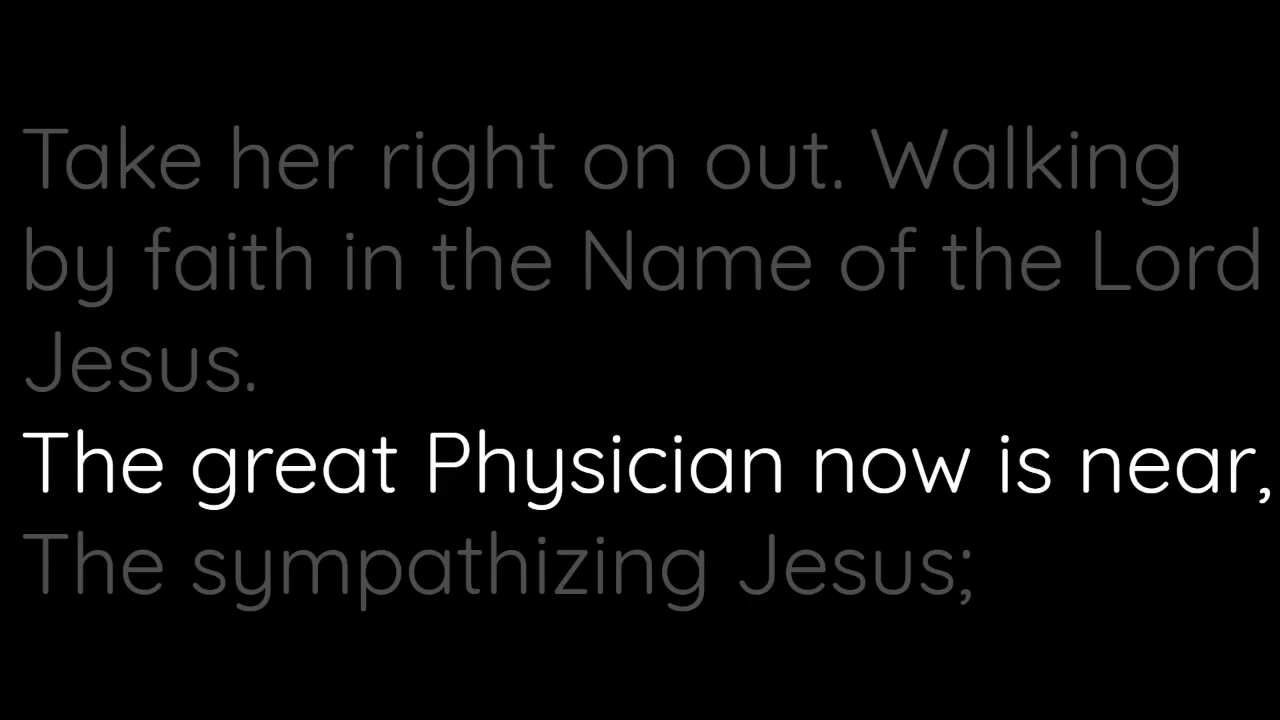 Take her right on out. Walking
by faith in the Name of the Lord
Jesus.
The great Physician now is near,
The sympathizing Jesus;